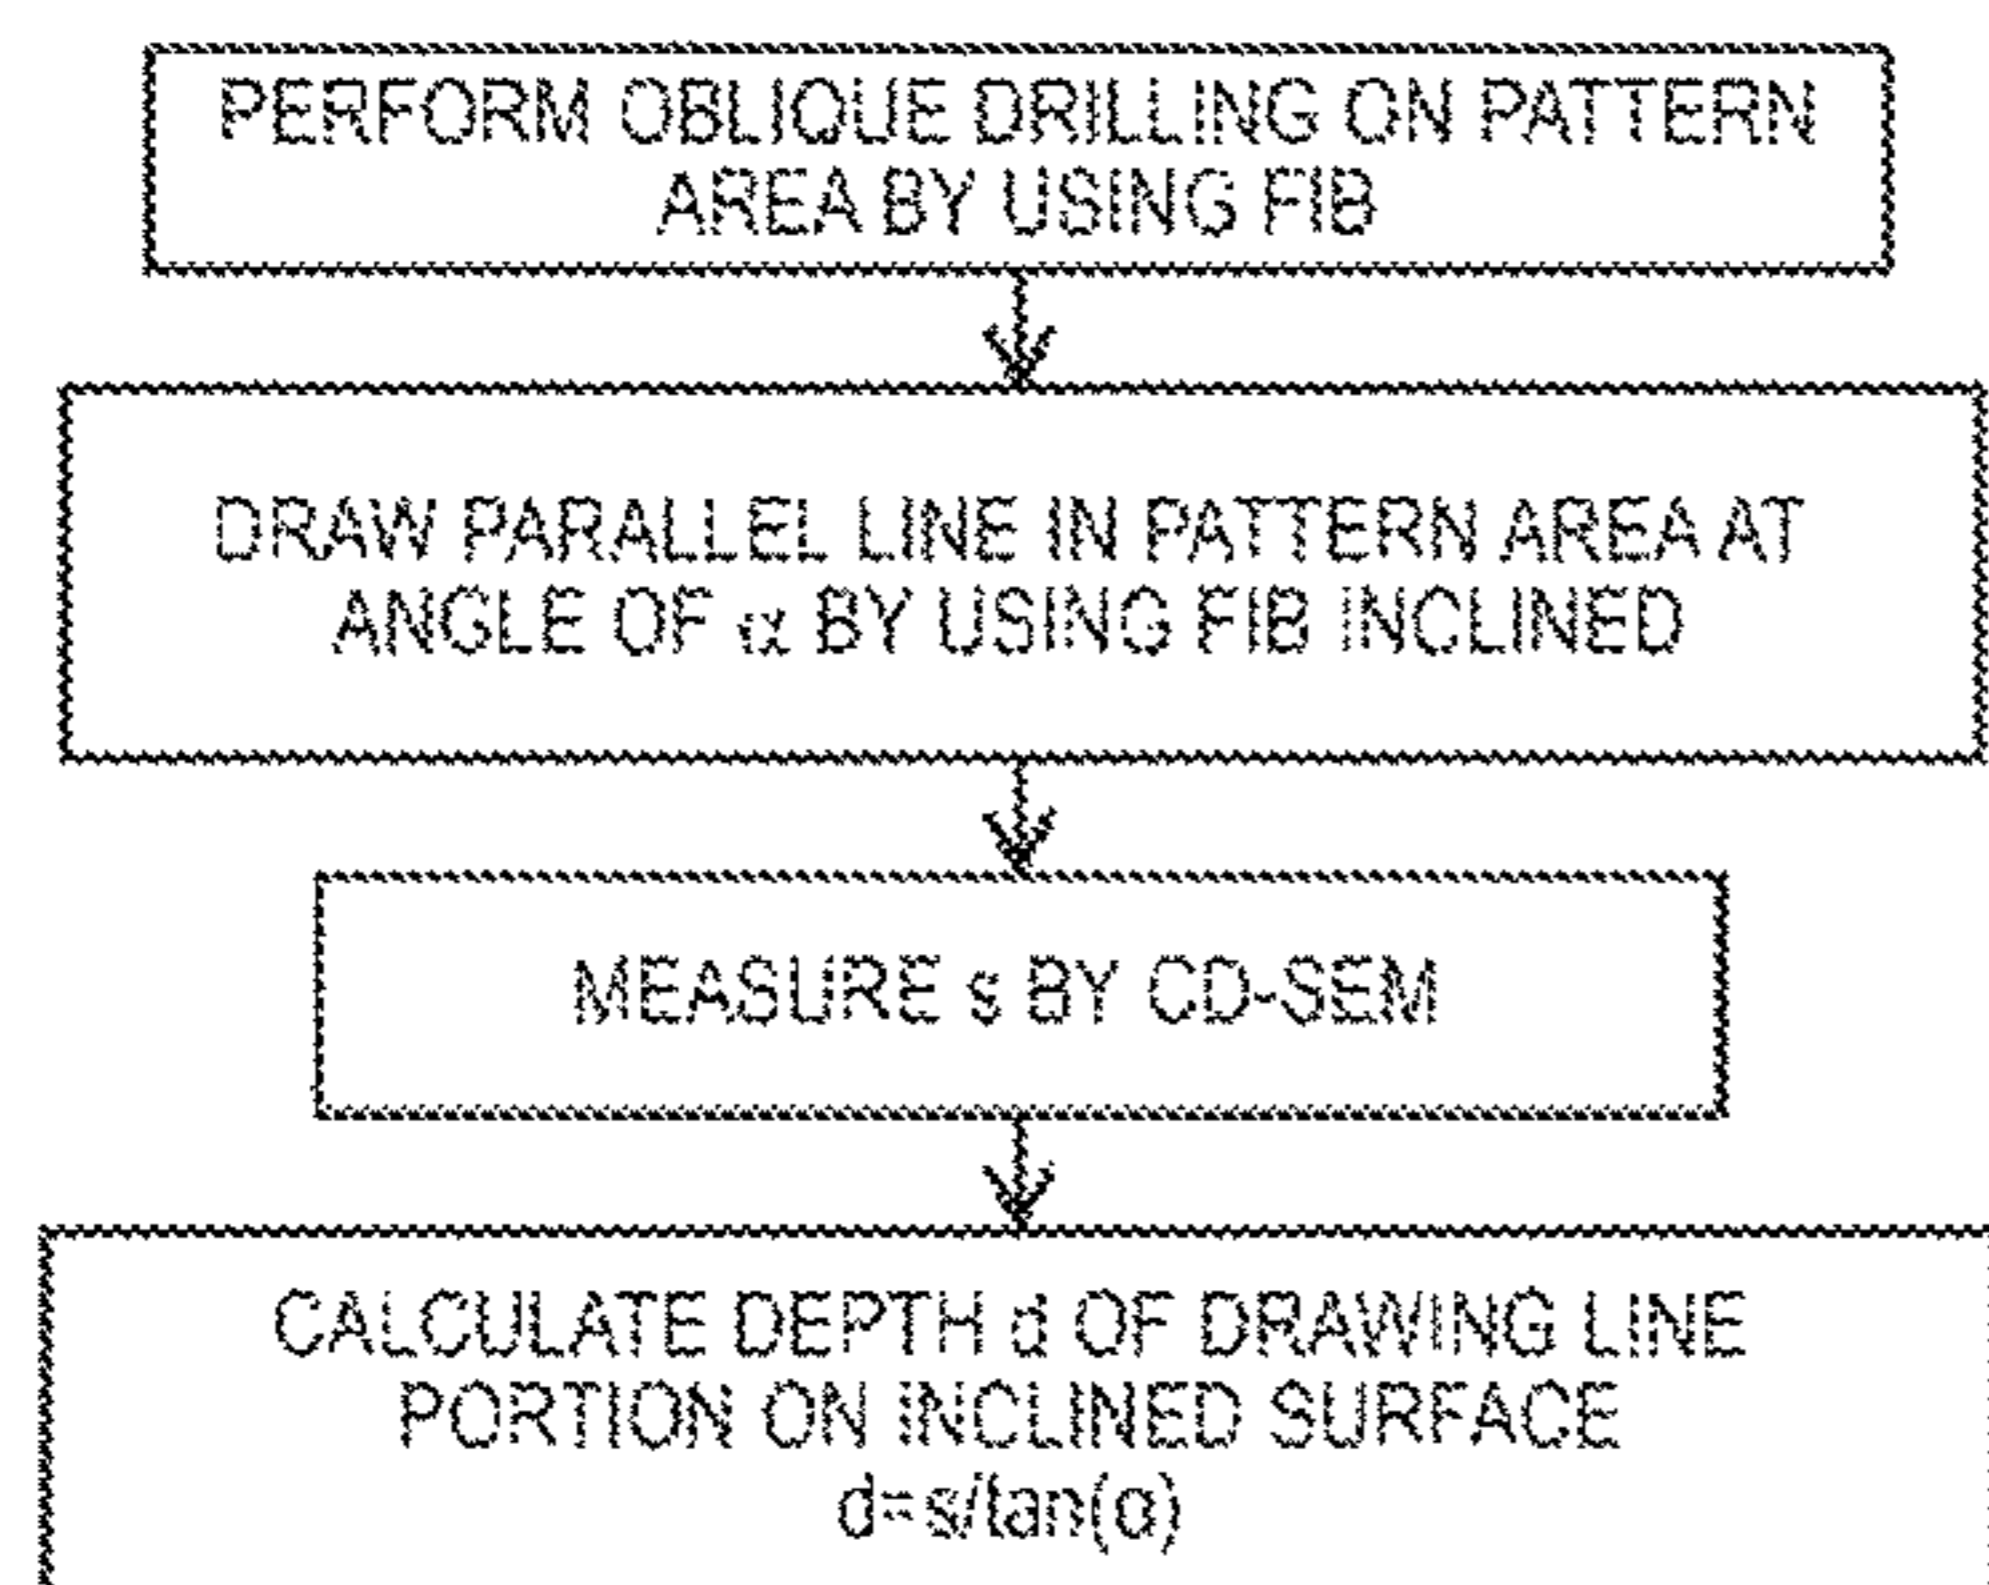 PERFORM OBLIQUE DRILLING ON PATTERN
AREA BY USING FIB
DRAW PARALLEL LINE IN PATTERN AREA AT
ANGLE OF α BY USING FIB INCLINED
MEASURE s BY CD-SEM
CALCULATE DEPTH d OF DRAWING LINE
PORTION ON INCLINED SURFACE
d=s/tan(α)